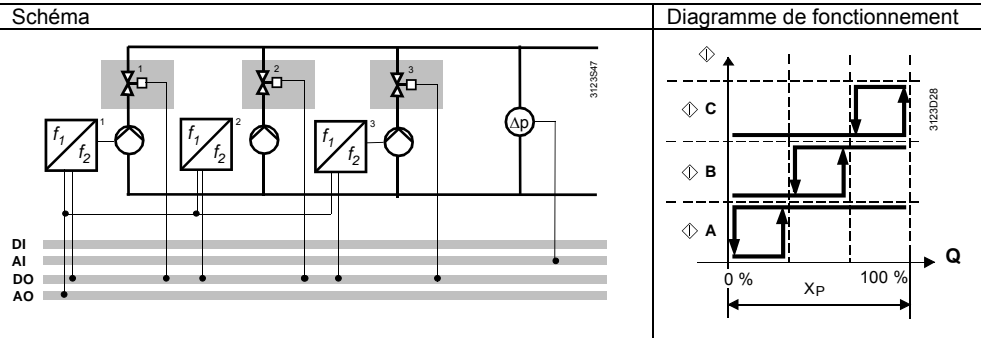 Schéma
Diagramme de fonctionnement
1
2
3
3123S47
f1 f2 1
f1 f2 2
f1 f2 3
Δp
DI
AI
DO
AO
C
B
A
3123D28
Q
0 %
100 %
XP